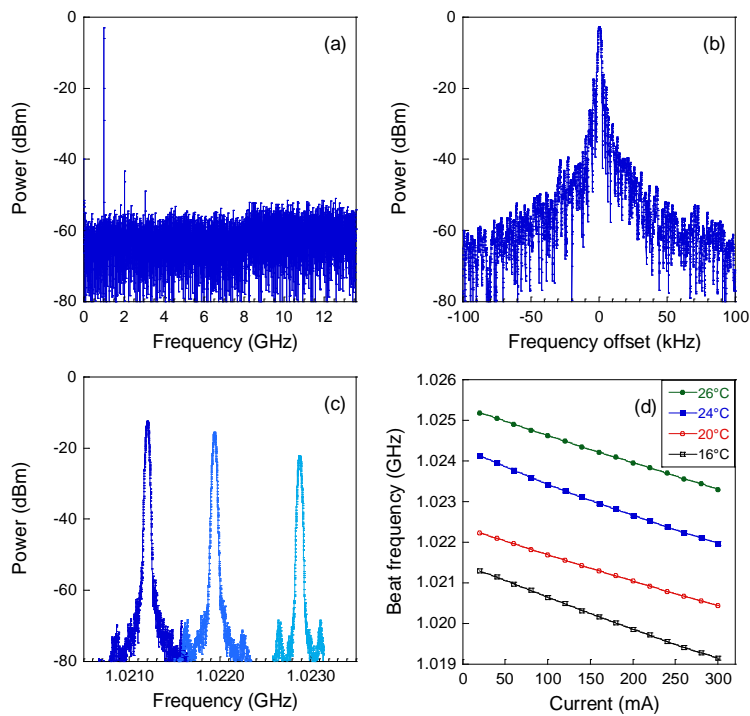 (a)
Power (dBm)
0
-20
-40
-60
-80
0 2 4 6 8 10 12
Frequency (GHz)
(b)
Power (dBm)
0
-20
-40
-60
-80
-100 -50 0 50 100
Frequency offset (kHz)
(c)
Power (dBm)
0
-20
-40
-60
-80
1.0210 1.0220 1.0230
Frequency (GHz)
(d)
Beat frequency (GHz)
1.026
1.025
1.024
1.023
1.022
1.021
1.020
1.019
26°C
24°C
20°C
16°C
0 50 100 150 200 250 300
Current (mA)